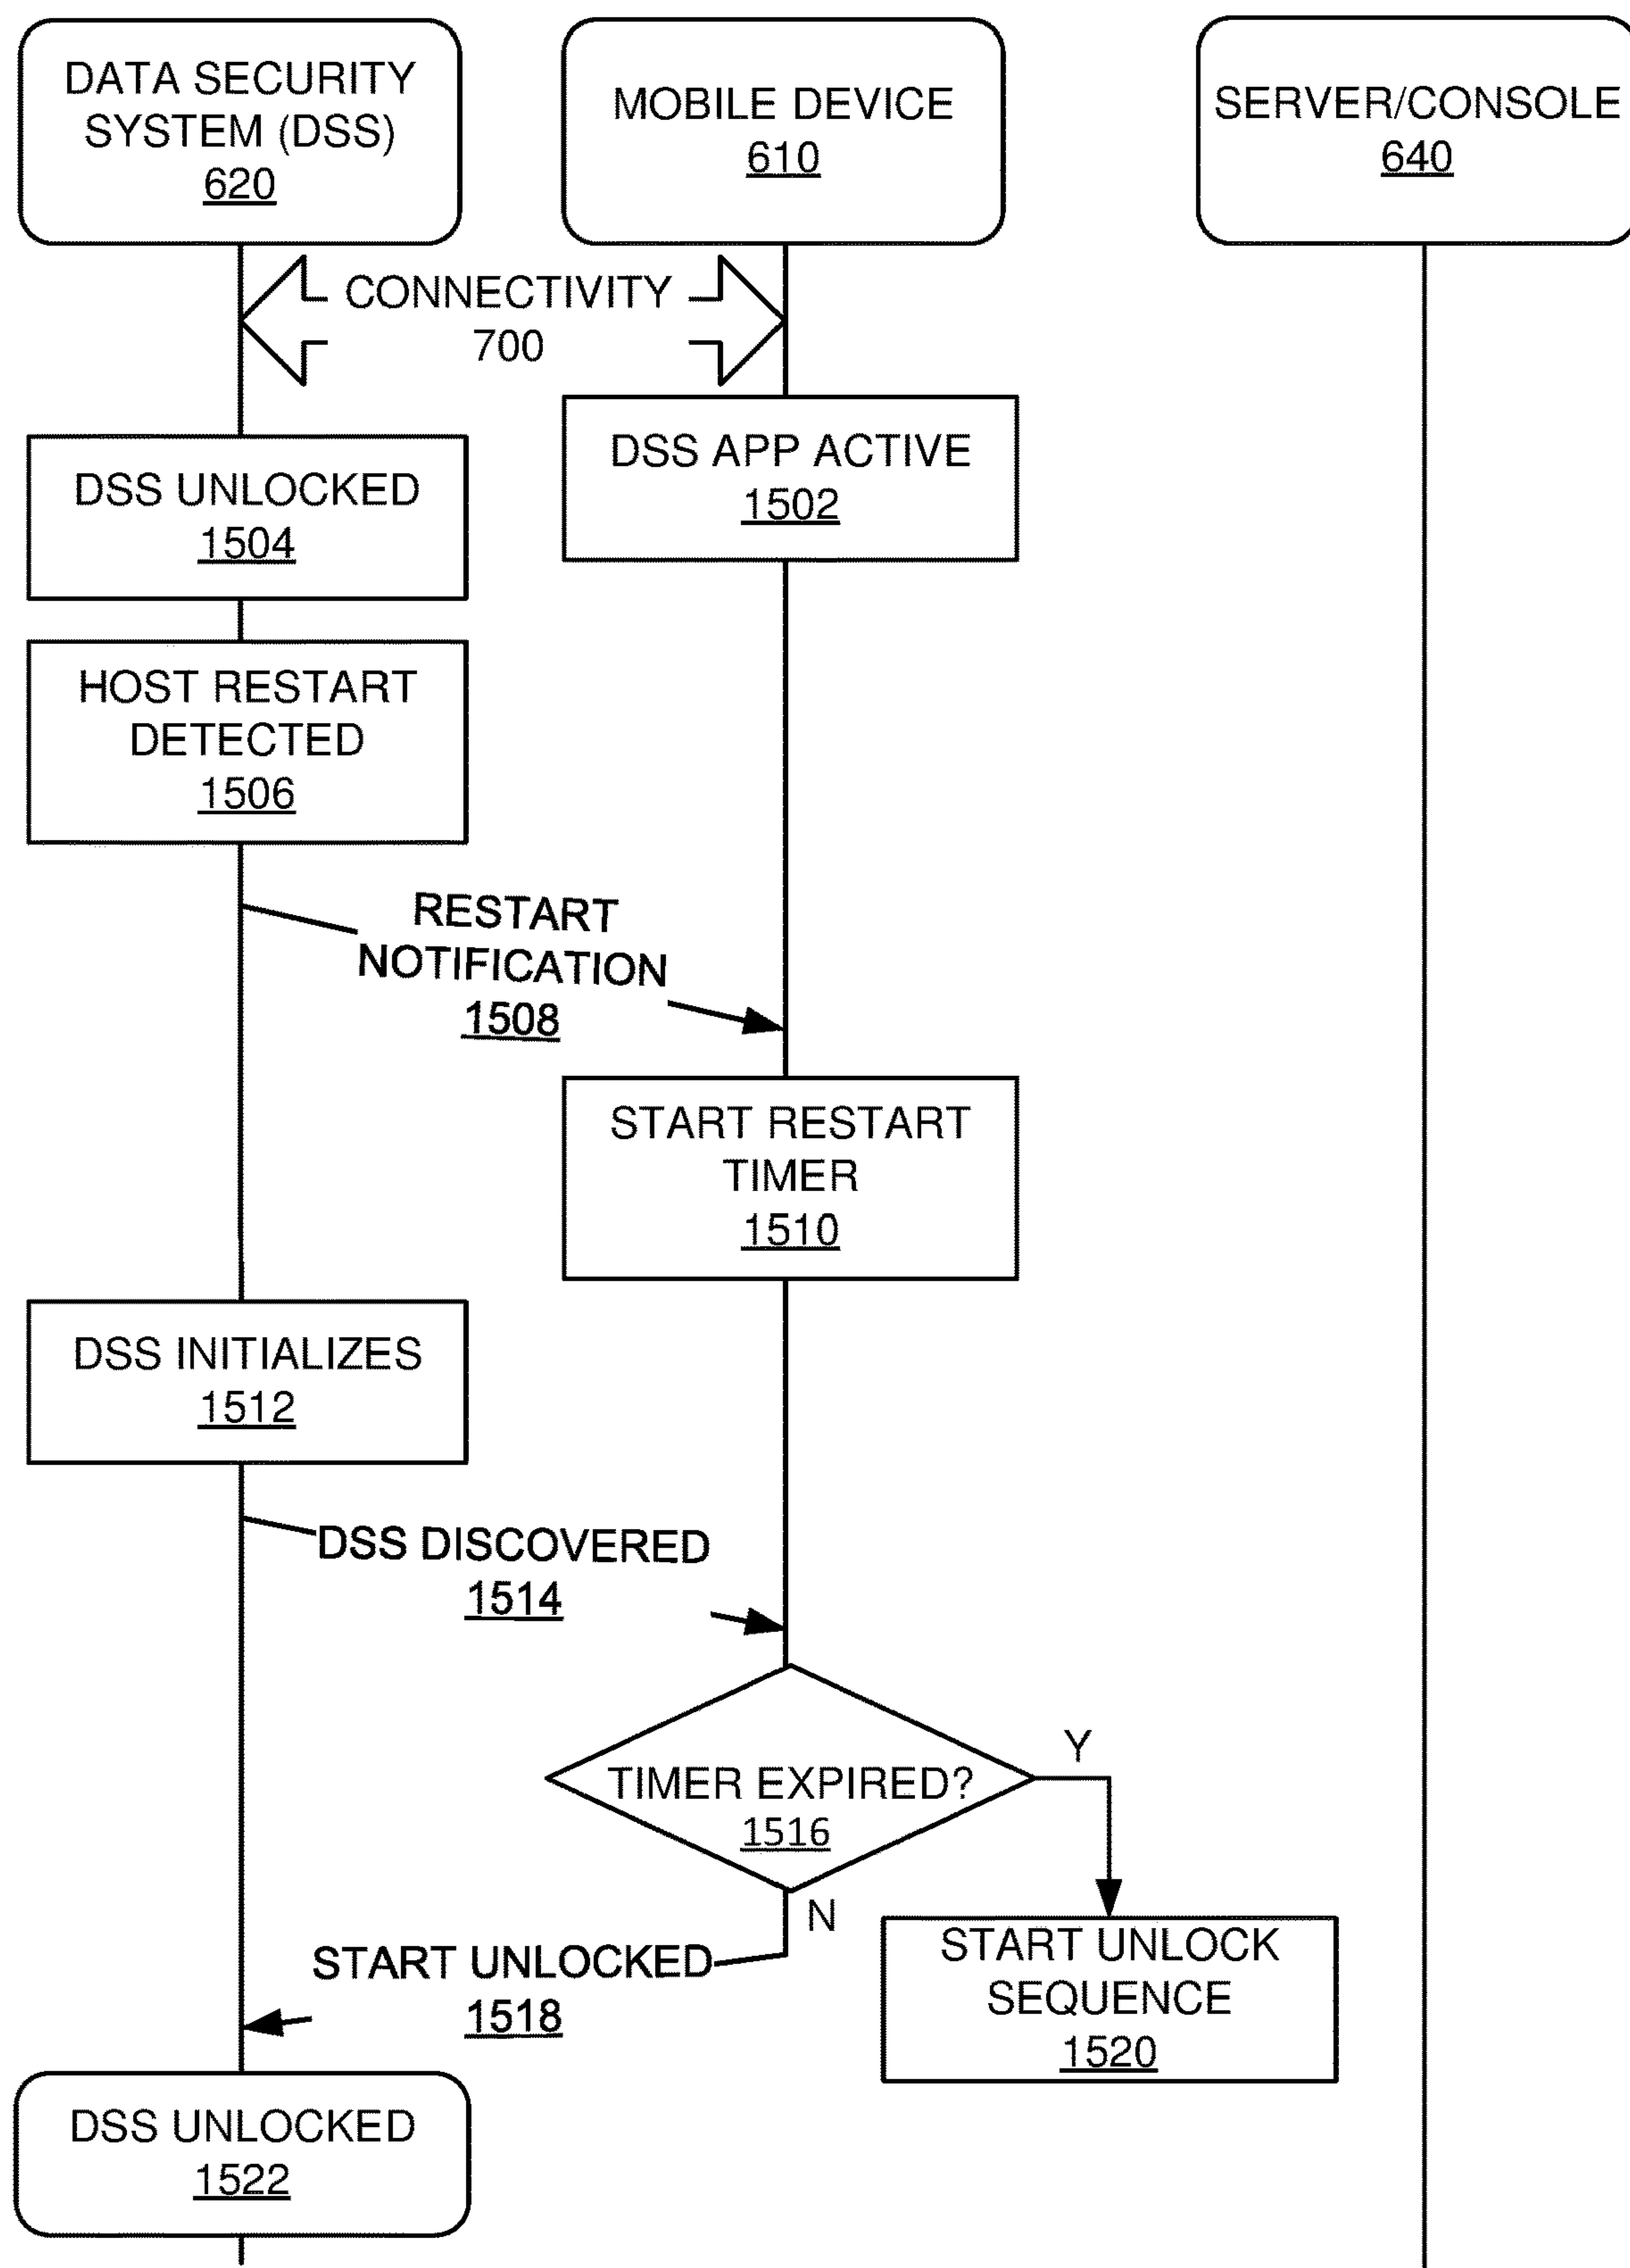 DATA SECURITY
SYSTEM (DSS)
620
MOBILE DEVICE
610
SERVER/CONSOLE
640
CONNECTIVITY
700
DSS APP ACTIVE
1502
DSS UNLOCKED
1504
HOST RESTART
DETECTED
1506
RESTART
NOTIFICATION
1508
START RESTART
TIMER
1510
DSS INITIALIZES
1512
DSS DISCOVERED
1514
TIMER EXPIRED?
1516
Y
N
START UNLOCKED
1518
START UNLOCK
SEQUENCE
1520
DSS UNLOCKED
1522